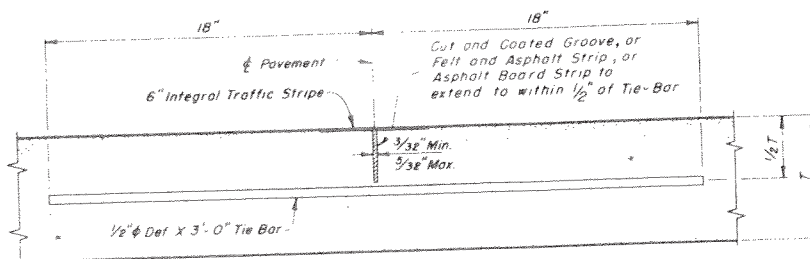 18"
18"
℄ Pavement
Cut and Coated Groove, or
Felt and Asphalt Strip, or
Asphalt Board Strip to
extend to within 1/2" of Tie-Bar
6" Integral Traffic Stripe
3/32" Min.
5/32" Max.
1/2 T
T
1/2" ϕ Def X 3'-0" Tie Bar